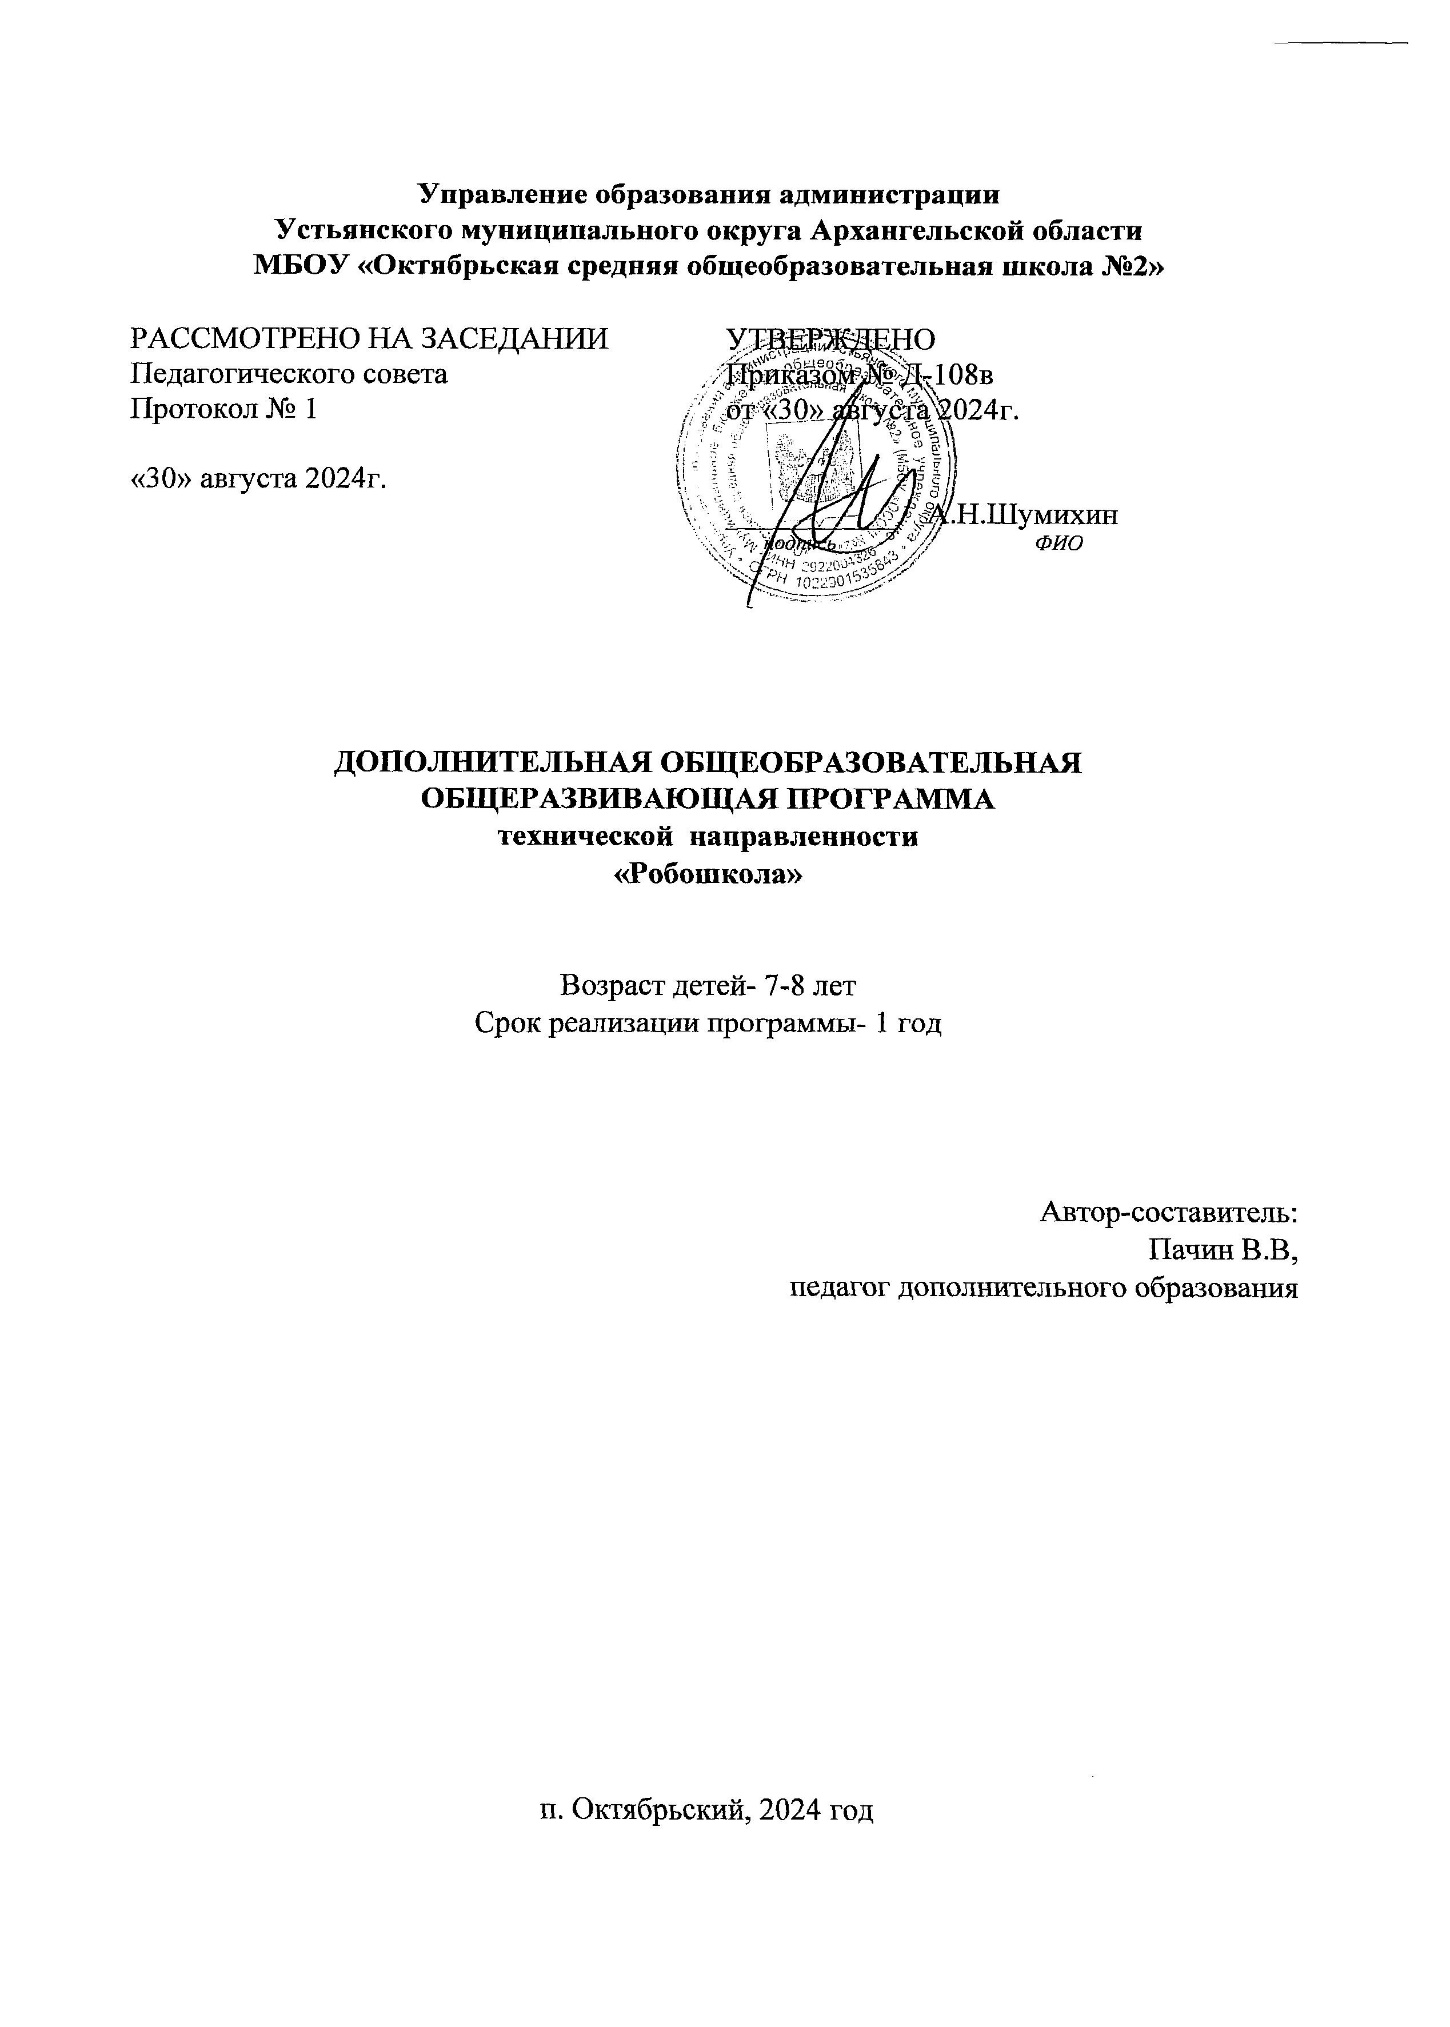 Управление образования администрации
Устьянского муниципального округа Архангельской области
МБОУ «Октябрьская средняя общеобразовательная школа №2»
РАССМОТРЕНО НА ЗАСЕДАНИИ
Педагогического совета
Протокол № 1
«30» августа 2024г.
УТВЕРЖДЕНО
Приказом № Д-108в
от «30» августа 2024г.
А.Н.Шумихин
подпись
ФИО
ДОПОЛНИТЕЛЬНАЯ ОБЩЕОБРАЗОВАТЕЛЬНАЯ
ОБЩЕРАЗВИВАЮЩАЯ ПРОГРАММА
технической направленности
«Робошкола»
Возраст детей- 7-8 лет
Срок реализации программы- 1 год
Автор-составитель:
Пачин В.В,
педагог дополнительного образования
п. Октябрьский, 2024 год